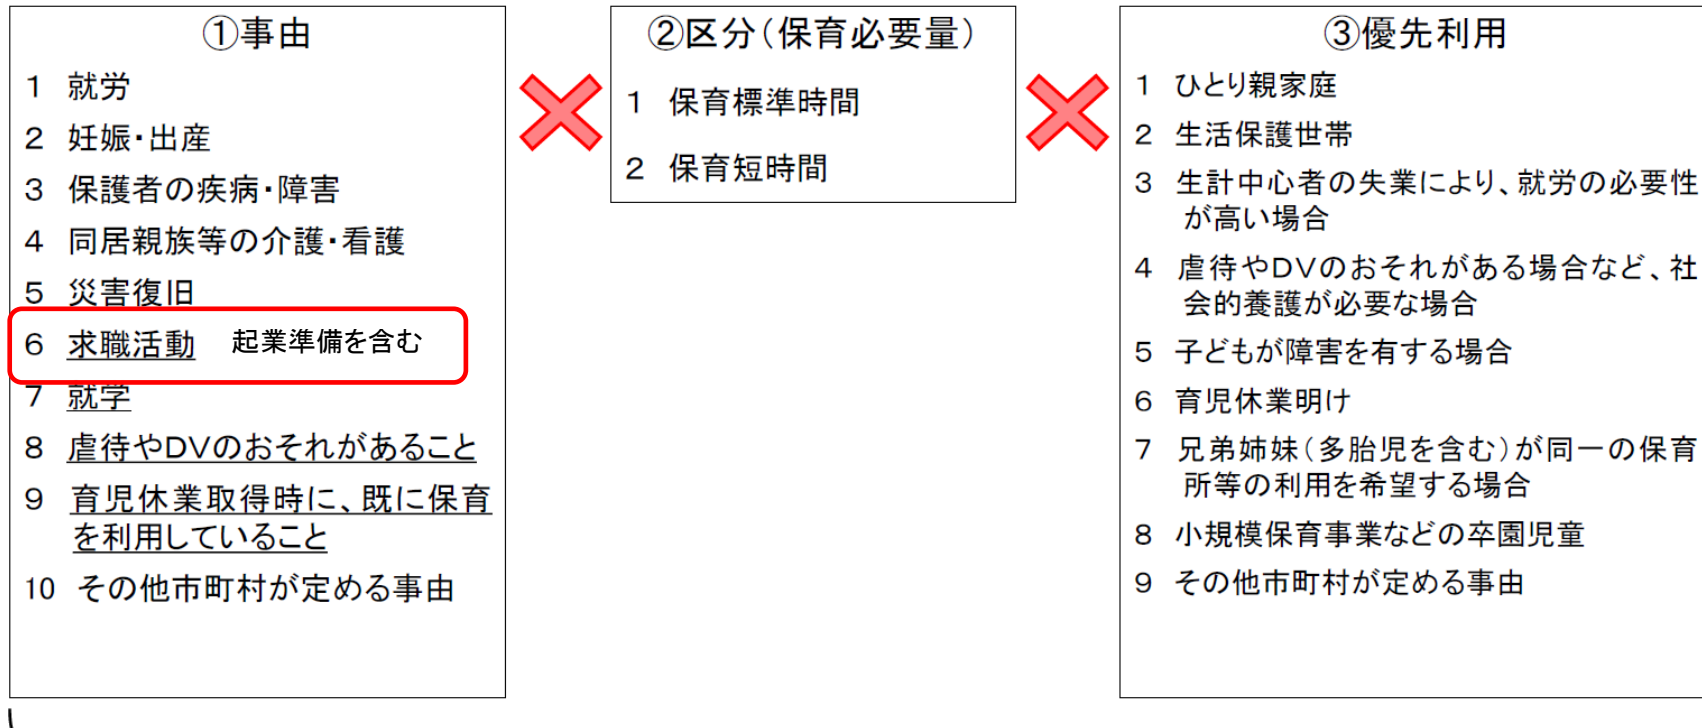 ①事由
1 就労
2 妊娠・出産
3 保護者の疾病・障害
4 同居親族等の介護・看護
5 災害復旧
6 求職活動 起業準備を含む
7 就学
8 虐待やDVのおそれがあること
9 育児休業取得時に、既に保育
を利用していること
10 その他市町村が定める事由
②区分(保育必要量)
1 保育標準時間
2 保育短時間
③優先利用
1 ひとり親家庭
2 生活保護世帯
3 生計中心者の失業により、就労の必要性
が高い場合
4 虐待やDVのおそれがある場合など、社
会的養護が必要な場合
5 子どもが障害を有する場合
6 育児休業明け
7 兄弟姉妹(多胎児を含む)が同一の保育
所等の利用を希望する場合
8 小規模保育事業などの卒園児童
9 その他市町村が定める事由